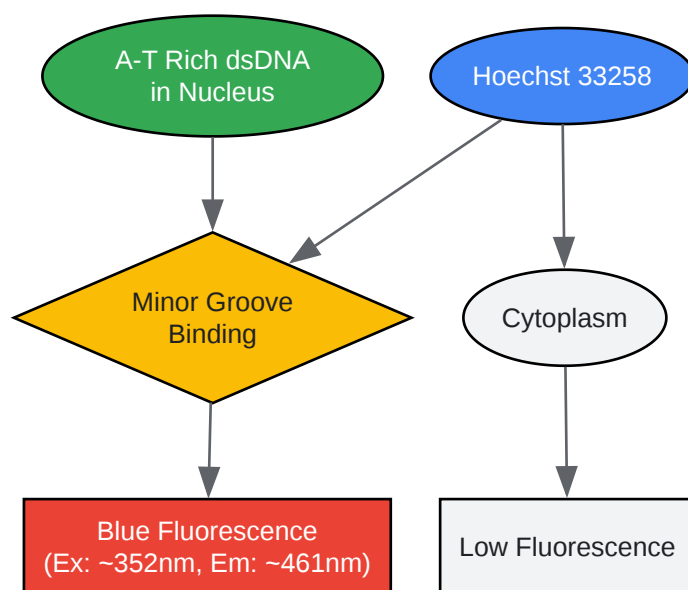 A-T Rich dsDNA
in Nucleus
Hoechst 33258
Minor Groove
Binding
Cytoplasm
Blue Fluorescence
(Ex: ~352nm, Em: ~461nm)
Low Fluorescence